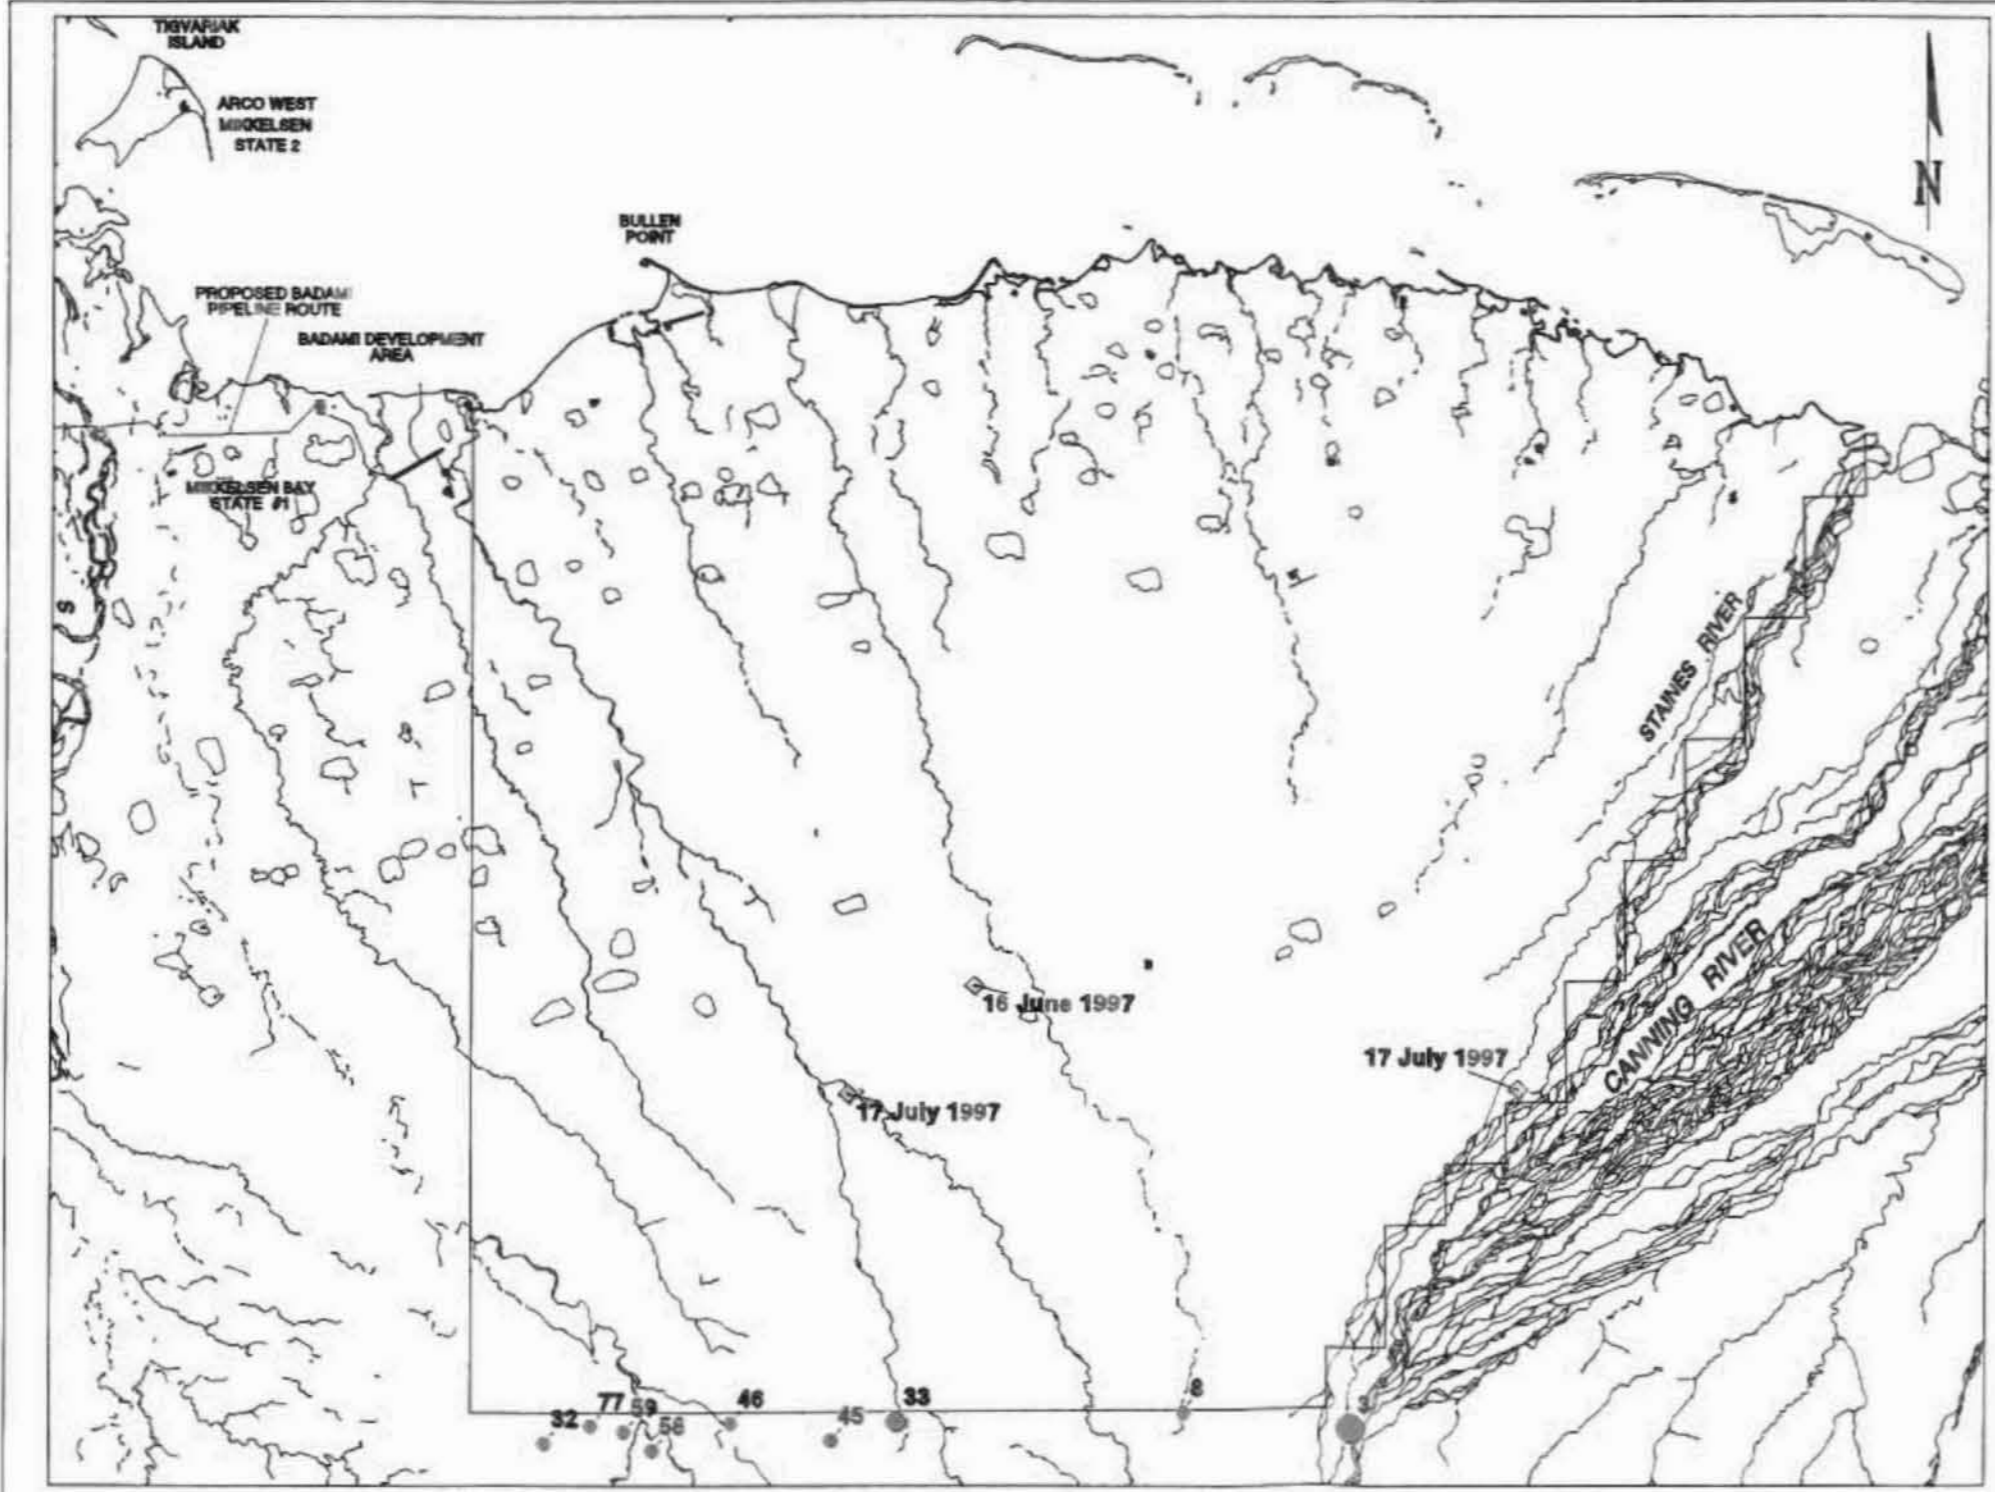 TIGVARIAK
ISLAND
ARCO WEST
MIKKELSEN
STATE 2
N
BULLEN
POINT
PROPOSED BADAMI
PIPELINE ROUTE
BADAMI DEVELOPMENT
AREA
MIKKELSEN BAY
STATE #1
S
STAINES RIVER
CANNING RIVER
16 June 1997
17 July 1997
17 July 1997
32
77
59
58
46
45
33
8
3